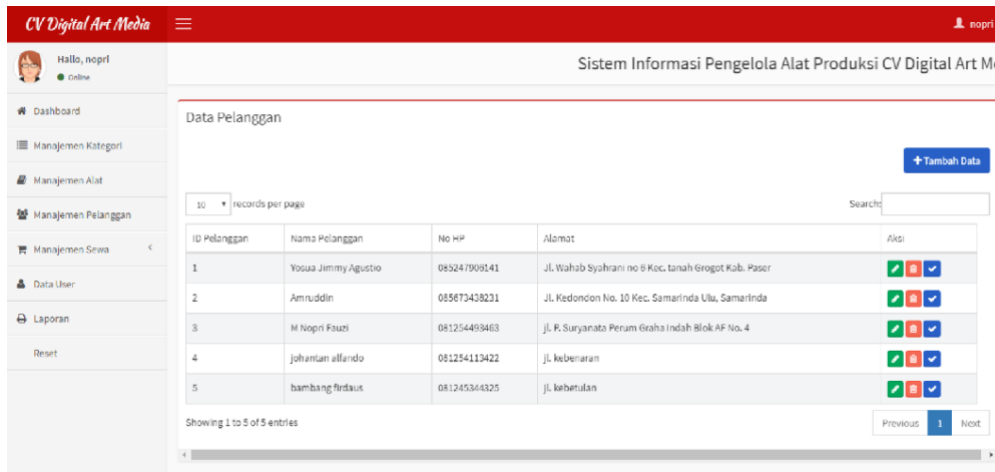 CV Digital Art Media
nopri
Hallo, nopri
Online
Sistem Informasi Pengelola Alat Produksi CV Digital Art M
Dashboard
Manajemen Kategori
Manajemen Alat
Manajemen Pelanggan
Manajemen Sewa
Data User
Laporan
Reset
Data Pelanggan
Tambah Data
10 records per page Search:
ID Pelanggan Nama Pelanggan No HP Alamat Aksi
1 Yosua Jimmy Agustio 085247906141 Jl. Wahab Syahrani no 6 Kec. tanah Grogot Kab. Paser
2 Amruddin 085673438231 Jl. Kedondon No. 10 Kec. Samarinda Ulu, Samarinda
3 M Nopri Fauzi 081254493463 jl. P. Suryanata Perum Graha Indah Blok AF No. 4
4 johantan alfando 081254113422 jl. kebenaran
5 bambang firdaus 081245344325 jl. kebetulan
Showing 1 to 5 of 5 entries Previous 1 Next